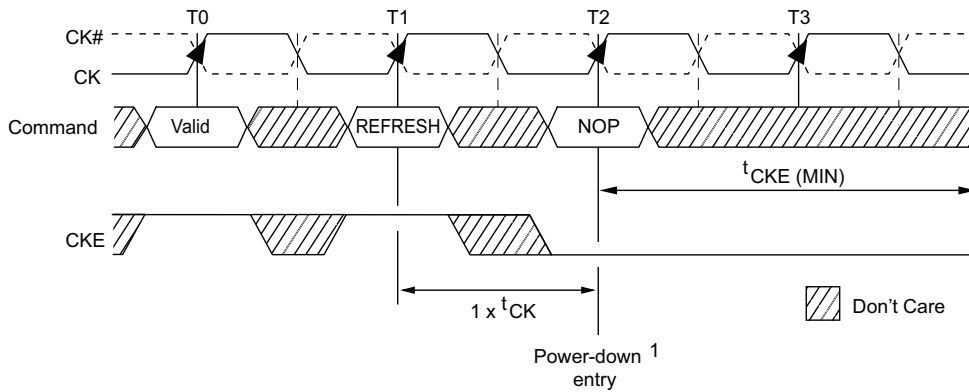 T0 T1 T2 T3
CK#
CK
Command Valid REFRESH NOP
tCKE (MIN)
CKE
1 x tCK
Don't Care
Power-down 1
entry